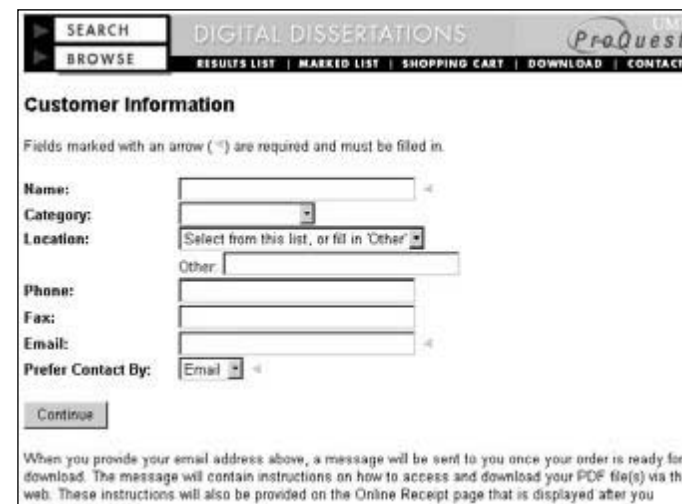 SEARCH DIGITAL DISSERTATIONS UMI
BROWSE ProQuest
RESULTS LIST | MARKED LIST | SHOPPING CART | DOWNLOAD | CONTACT
Customer Information
Fields marked with an arrow ( ) are required and must be filled in.
Name:
Category:
Location: Select from this list, or fill in 'Other'
Other:
Phone:
Fax:
Email:
Prefer Contact By: Email
Continue
When you provide your email address above, a message will be sent to you once your order is ready for
download. The message will contain instructions on how to access and download your PDF file(s) via th
web. These instructions will also be provided on the Online Receipt page that is displayed after you